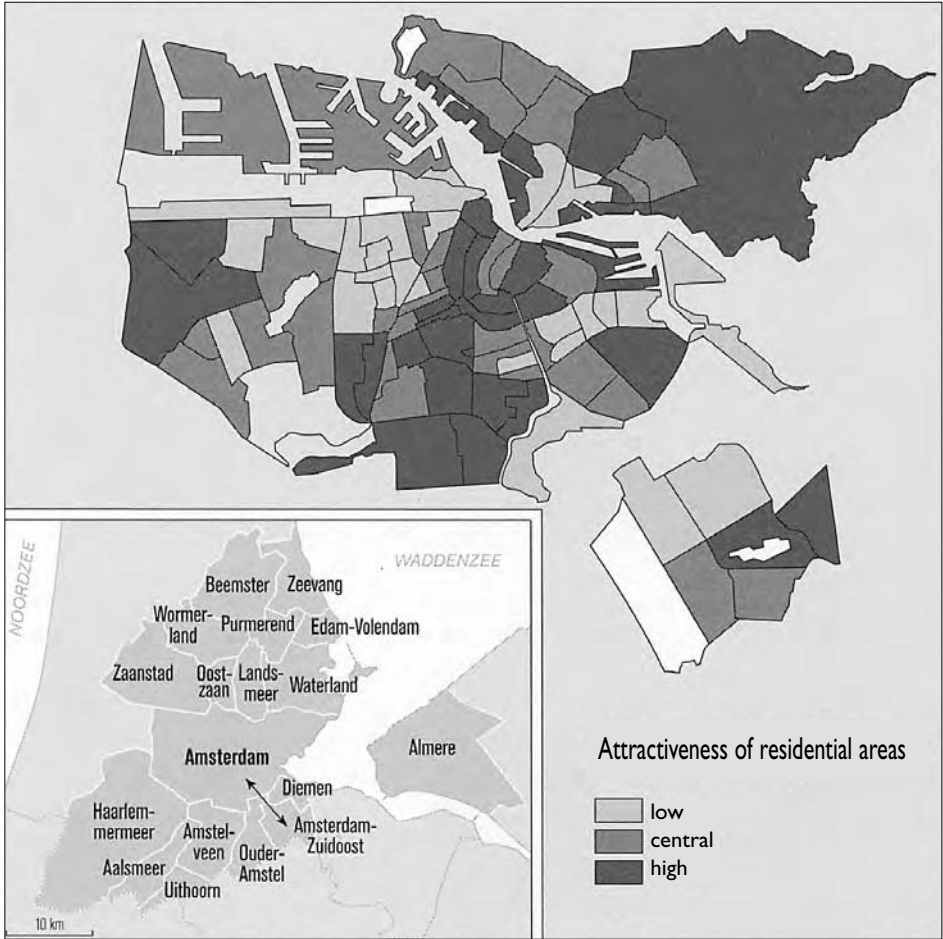 NOORDZEE
WADDENZEE
Beemster
Zeevang
Wormer-
land
Purmerend
Edam-Volendam
Zaanstad
Oost-
zaan
Lands-
meer
Waterland
Amsterdam
Almere
Diemen
Haarlem-
mermeer
Amstel-
veen
Amsterdam-
Zuidoost
Ouder-
Amstel
Aalsmeer
Uithoorn
10 km
Attractiveness of residential areas
low
central
high